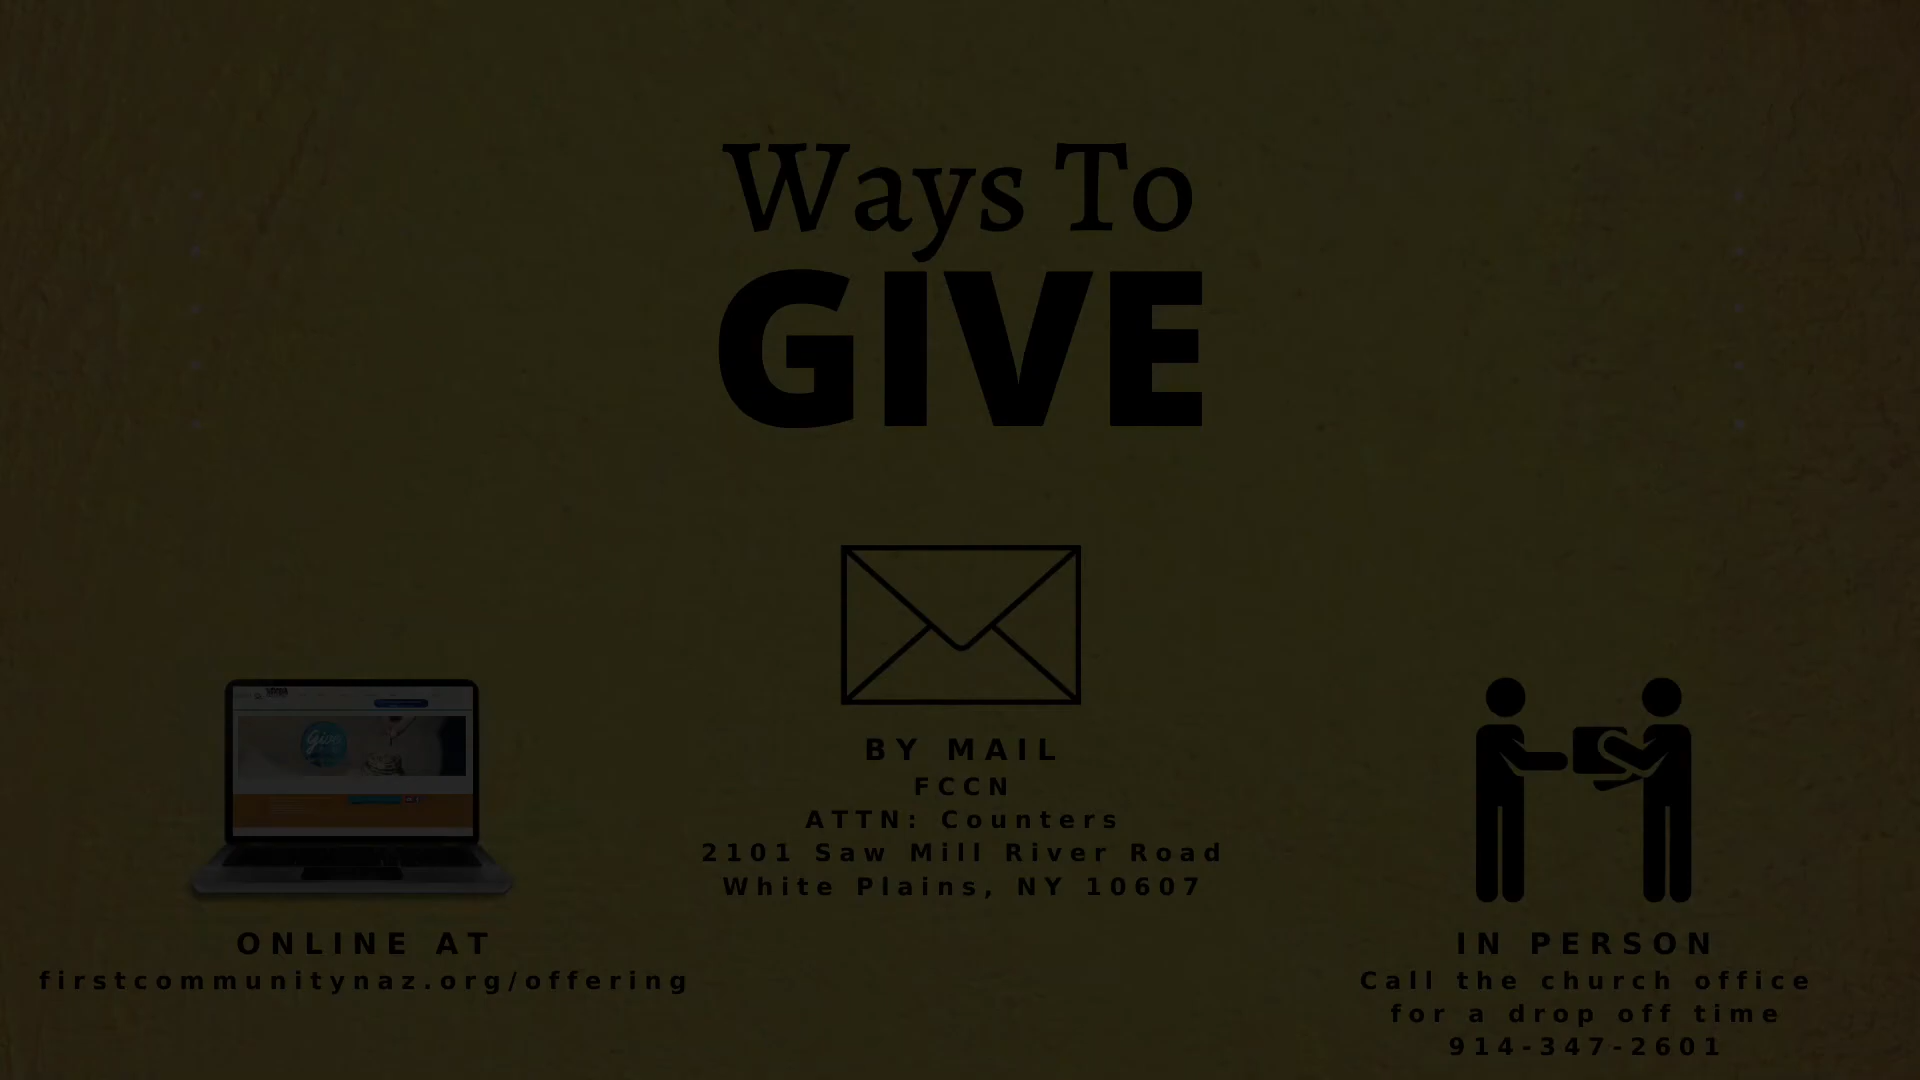 Ways To
GIVE
BY MAIL
FCCN
ATTN: Counters
2101 Saw Mill River Road
White Plains, NY 10607
Give
ONLINE AT
firstcommunitynaz.org/offering
IN PERSON
Call the church office
for a drop off time
914-347-2601